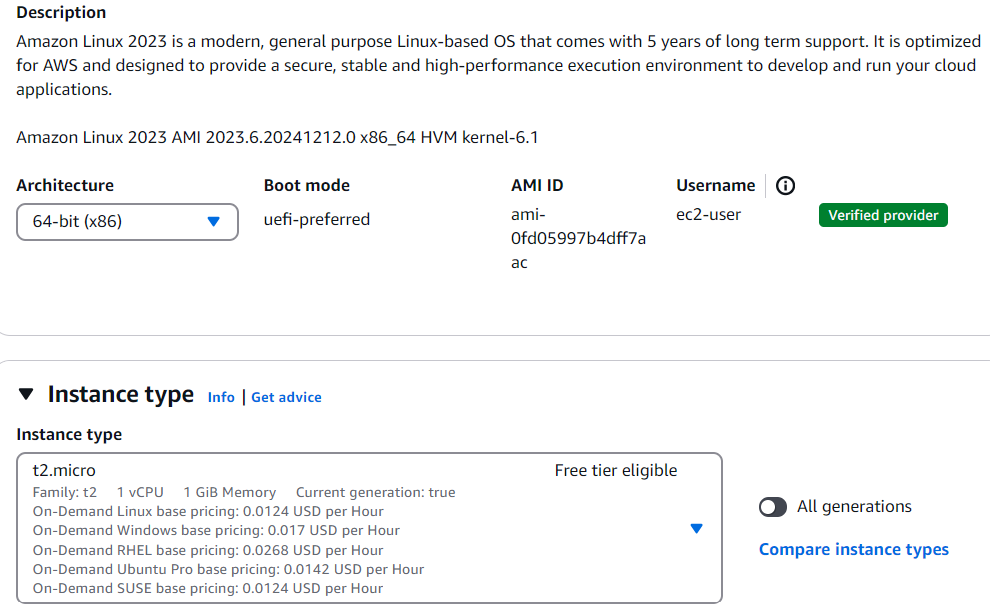 Description
Amazon Linux 2023 is a modern, general purpose Linux-based OS that comes with 5 years of long term support. It is optimized
for AWS and designed to provide a secure, stable and high-performance execution environment to develop and run your cloud
applications.
Amazon Linux 2023 AMI 2023.6.20241212.0 x86_64 HVM kernel-6.1
Architecture
64-bit (x86)
Boot mode
uefi-preferred
AMI ID
ami-
0fd05997b4dff7a
ac
Username
ec2-user
Verified provider
Instance type Info | Get advice
Instance type
t2.micro Free tier eligible
Family: t2 1 vCPU 1 GiB Memory Current generation: true
On-Demand Linux base pricing: 0.0124 USD per Hour
On-Demand Windows base pricing: 0.017 USD per Hour
On-Demand RHEL base pricing: 0.0268 USD per Hour
On-Demand Ubuntu Pro base pricing: 0.0142 USD per Hour
On-Demand SUSE base pricing: 0.0124 USD per Hour
All generations
Compare instance types